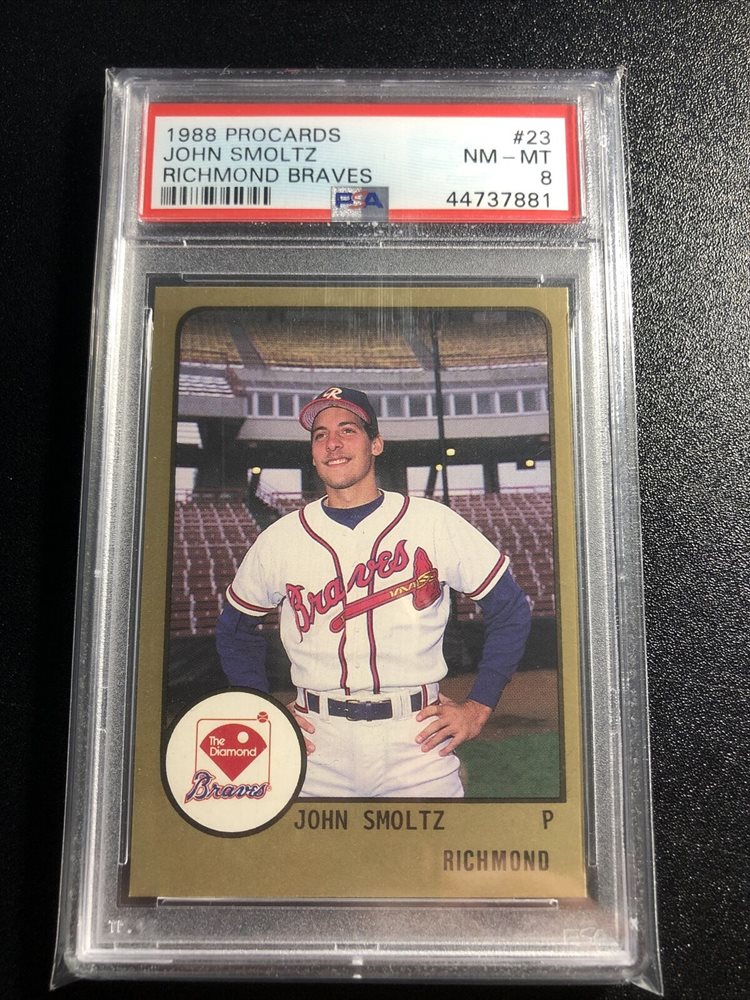 1988 PROCARDS #23
JOHN SMOLTZ NM - MT
RICHMOND BRAVES 8
PSA 44737881
R
Braves
The
Diamond
Braves
JOHN SMOLTZ P
RICHMOND